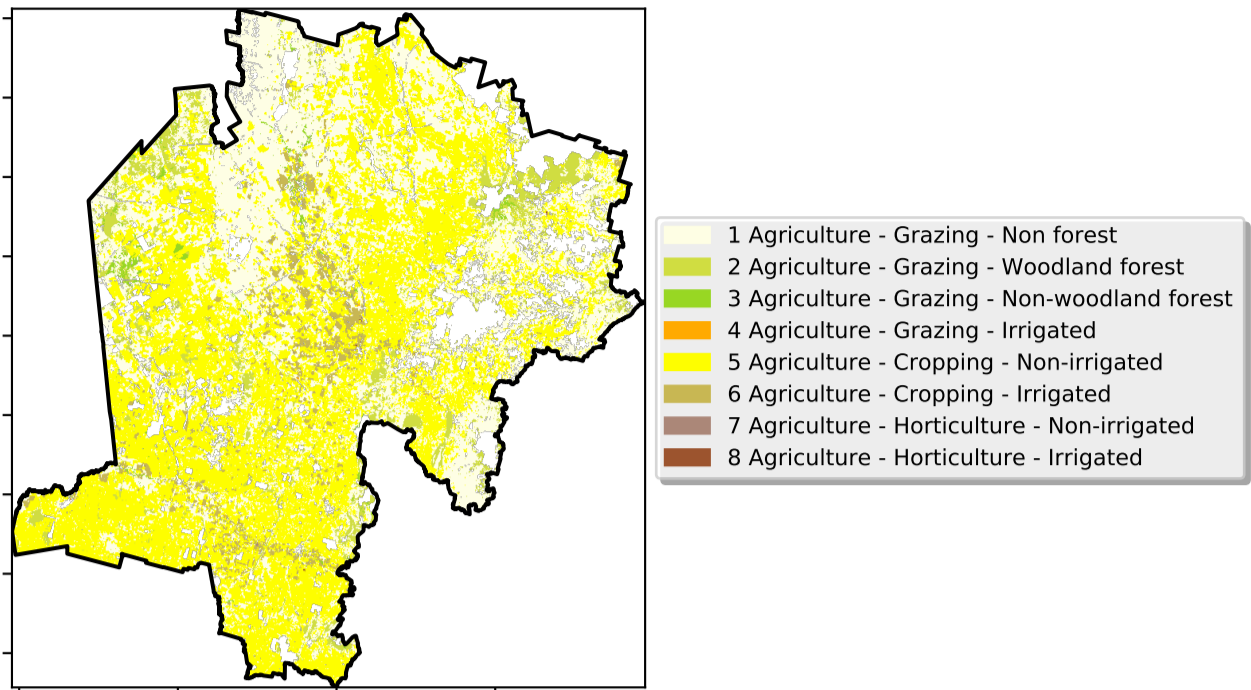 1 Agriculture - Grazing - Non forest
2 Agriculture - Grazing - Woodland forest
3 Agriculture - Grazing - Non-woodland forest
4 Agriculture - Grazing - Irrigated
5 Agriculture - Cropping - Non-irrigated
6 Agriculture - Cropping - Irrigated
7 Agriculture - Horticulture - Non-irrigated
8 Agriculture - Horticulture - Irrigated